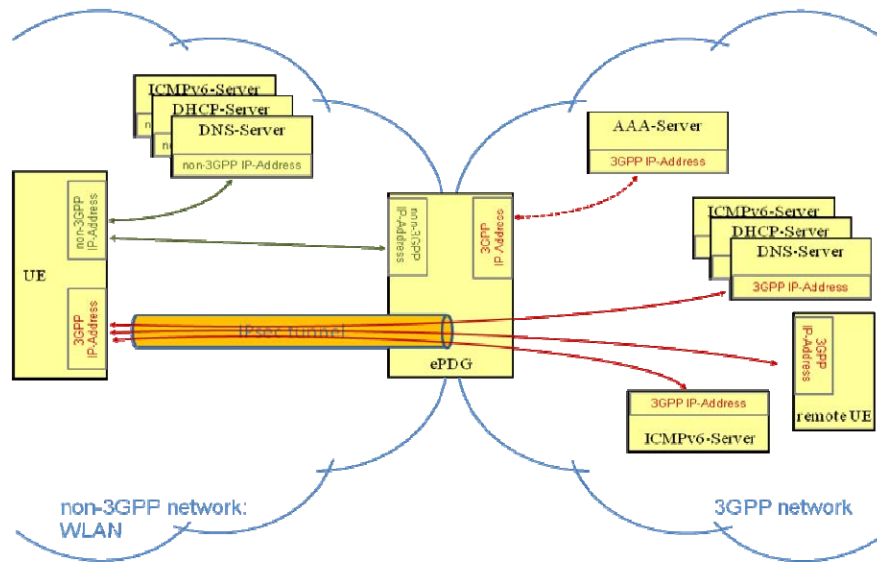 ICMPv6-Server
DHCP-Server
DNS-Server
non-3GPP IP-Address
UE
non-3GPP
IP-Address
3GPP
IP-Address
IPsec tunnel
non-3GPP
IP-Address
3GPP
IP Address
ePDG
AAA-Server
3GPP IP-Address
ICMPv6-Server
DHCP-Server
DNS-Server
3GPP IP-Address
3GPP
IP-Address
remote UE
3GPP IP-Address
ICMPv6-Server
non-3GPP network:
WLAN
3GPP network